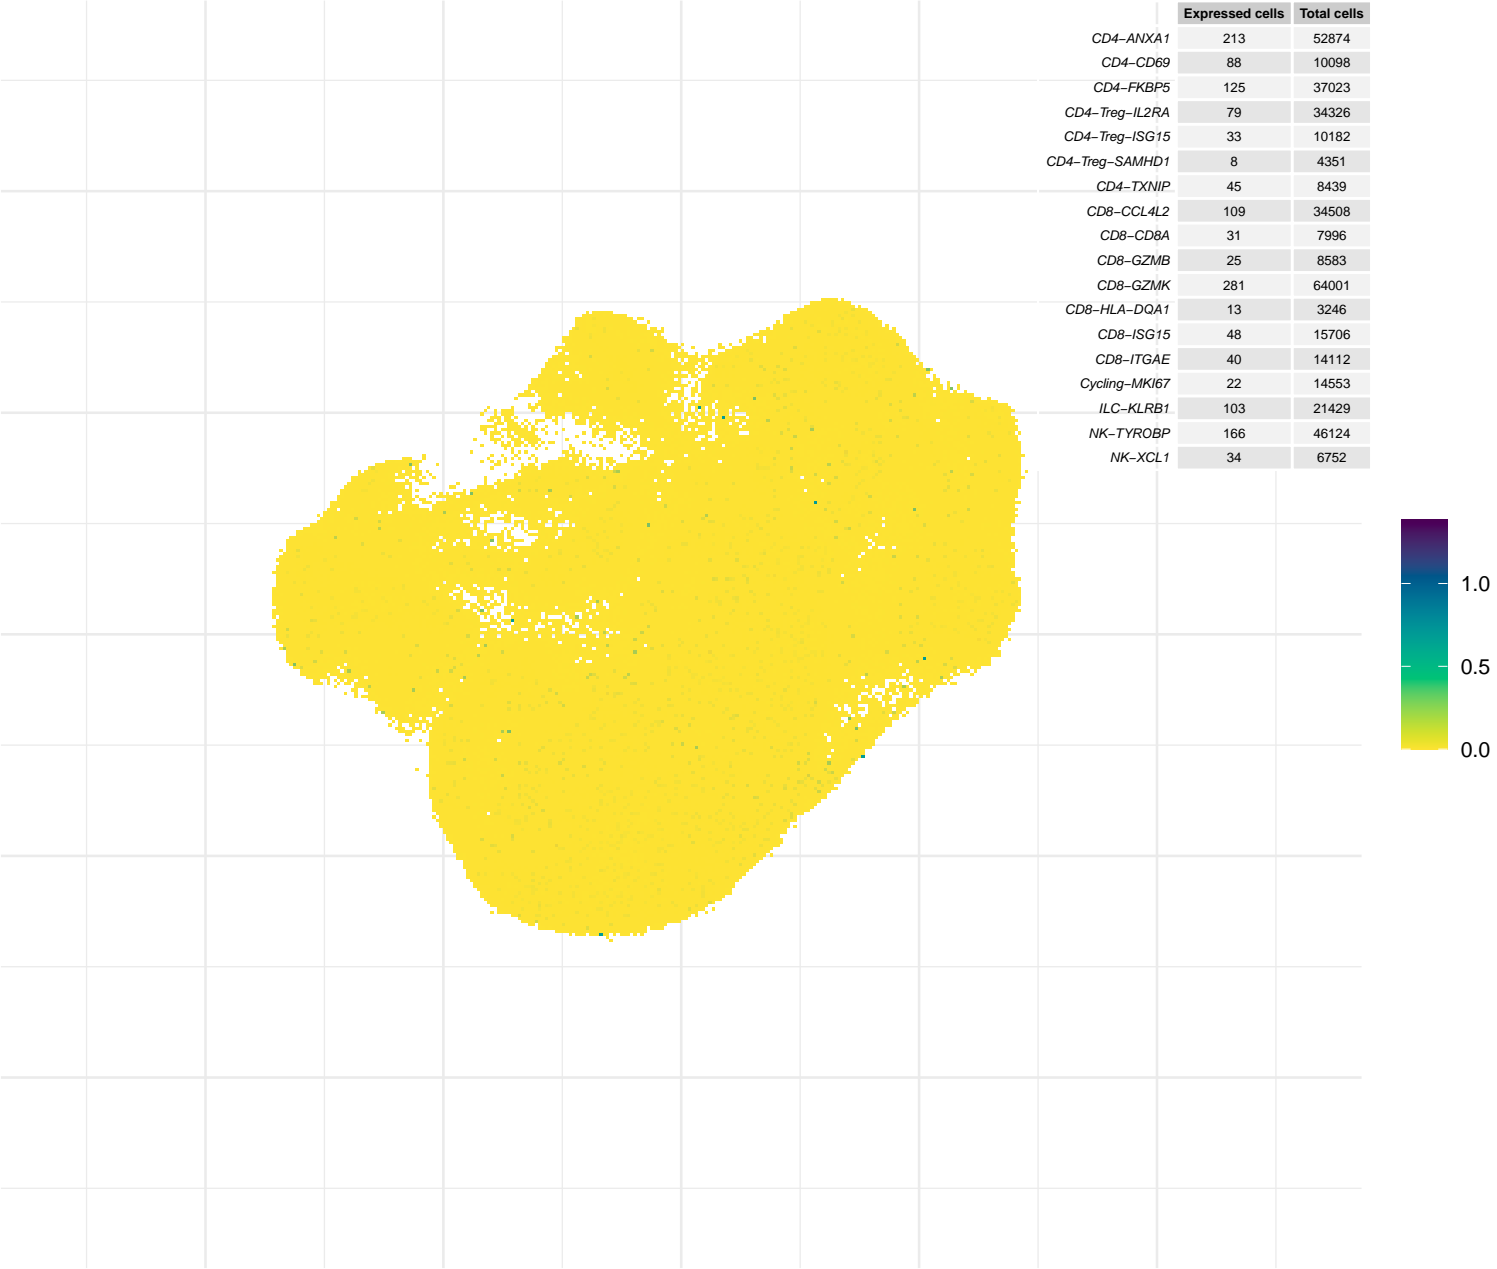 Expressed cells Total cells
CD4−ANXA1 213 52874
CD4−CD69 88 10098
CD4−FKBP5 125 37023
CD4−Treg−IL2RA 79 34326
CD4−Treg−ISG15 33 10182
CD4−Treg−SAMHD1 8 4351
CD4−TXNIP 45 8439
CD8−CCL4L2 109 34508
CD8−CD8A 31 7996
CD8−GZMB 25 8583
CD8−GZMK 281 64001
CD8−HLA−DQA1 13 3246
CD8−ISG15 48 15706
CD8−ITGAE 40 14112
Cycling−MKI67 22 14553
ILC−KLRB1 103 21429
NK−TYROBP 166 46124
NK−XCL1 34 6752
1.0
0.5
0.0